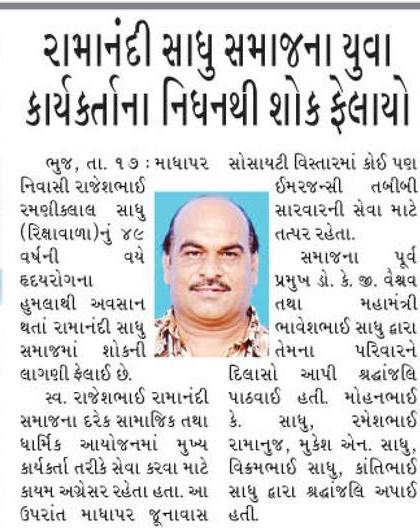 રામાનંદી સાધુ સમાજના યુવા
કાર્યકર્તાના નિધનથી શોક ફેલાયો
ભુજ, તા. ૧૭ : માધાપર
નિવાસી રાજેશભાઈ
રમણીકલાલ સાધુ
(રિક્ષાવાળા)નું ૪૯
વર્ષની વયે
હૃદયરોગના
હુમલાથી અવસાન
થતાં રામાનંદી સાધુ
સમાજમાં શોકની
લાગણી ફેલાઈ છે.
સ્વ. રાજેશભાઈ રામાનંદી
સમાજના દરેક સામાજિક તથા
ધાર્મિક આયોજનમાં મુખ્ય
કાર્યકર્તા તરીકે સેવા કરવા માટે
કાયમ અગ્રેસર રહેતા હતા. આ
ઉપરાંત માધાપર જૂનાવાસ
સોસાયટી વિસ્તારમાં કોઈ પણ
ઈમરજન્સી તબીબી
સારવારની સેવા માટે
તત્પર રહેતા.
સમાજના પૂર્વ
પ્રમુખ ડો. કે. જી. વૈશ્નવ
તથા મહામંત્રી
ભાવેશભાઈ સાધુ દ્વારા
તેમના પરિવારને
દિલાસો આપી શ્રદ્ધાંજલિ
પાઠવાઈ હતી. મોહનભાઈ
કે. સાધુ, રમેશભાઈ
રામાનુજ, મુકેશ એન. સાધુ,
વિક્રમભાઈ સાધુ, કાંતિભાઈ
સાધુ દ્વારા શ્રદ્ધાંજલિ અપાઈ
હતી.